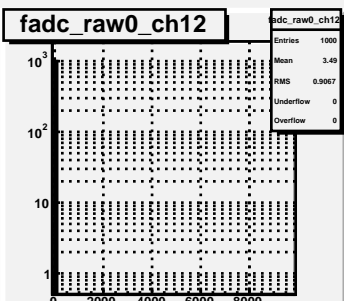 fadc_raw0_ch12
fadc_raw0_ch12
Entries 1000
Mean 3.49
RMS 0.9067
Underflow 0
Overflow 0
10³
10²
10
1
0 2000 4000 6000 8000